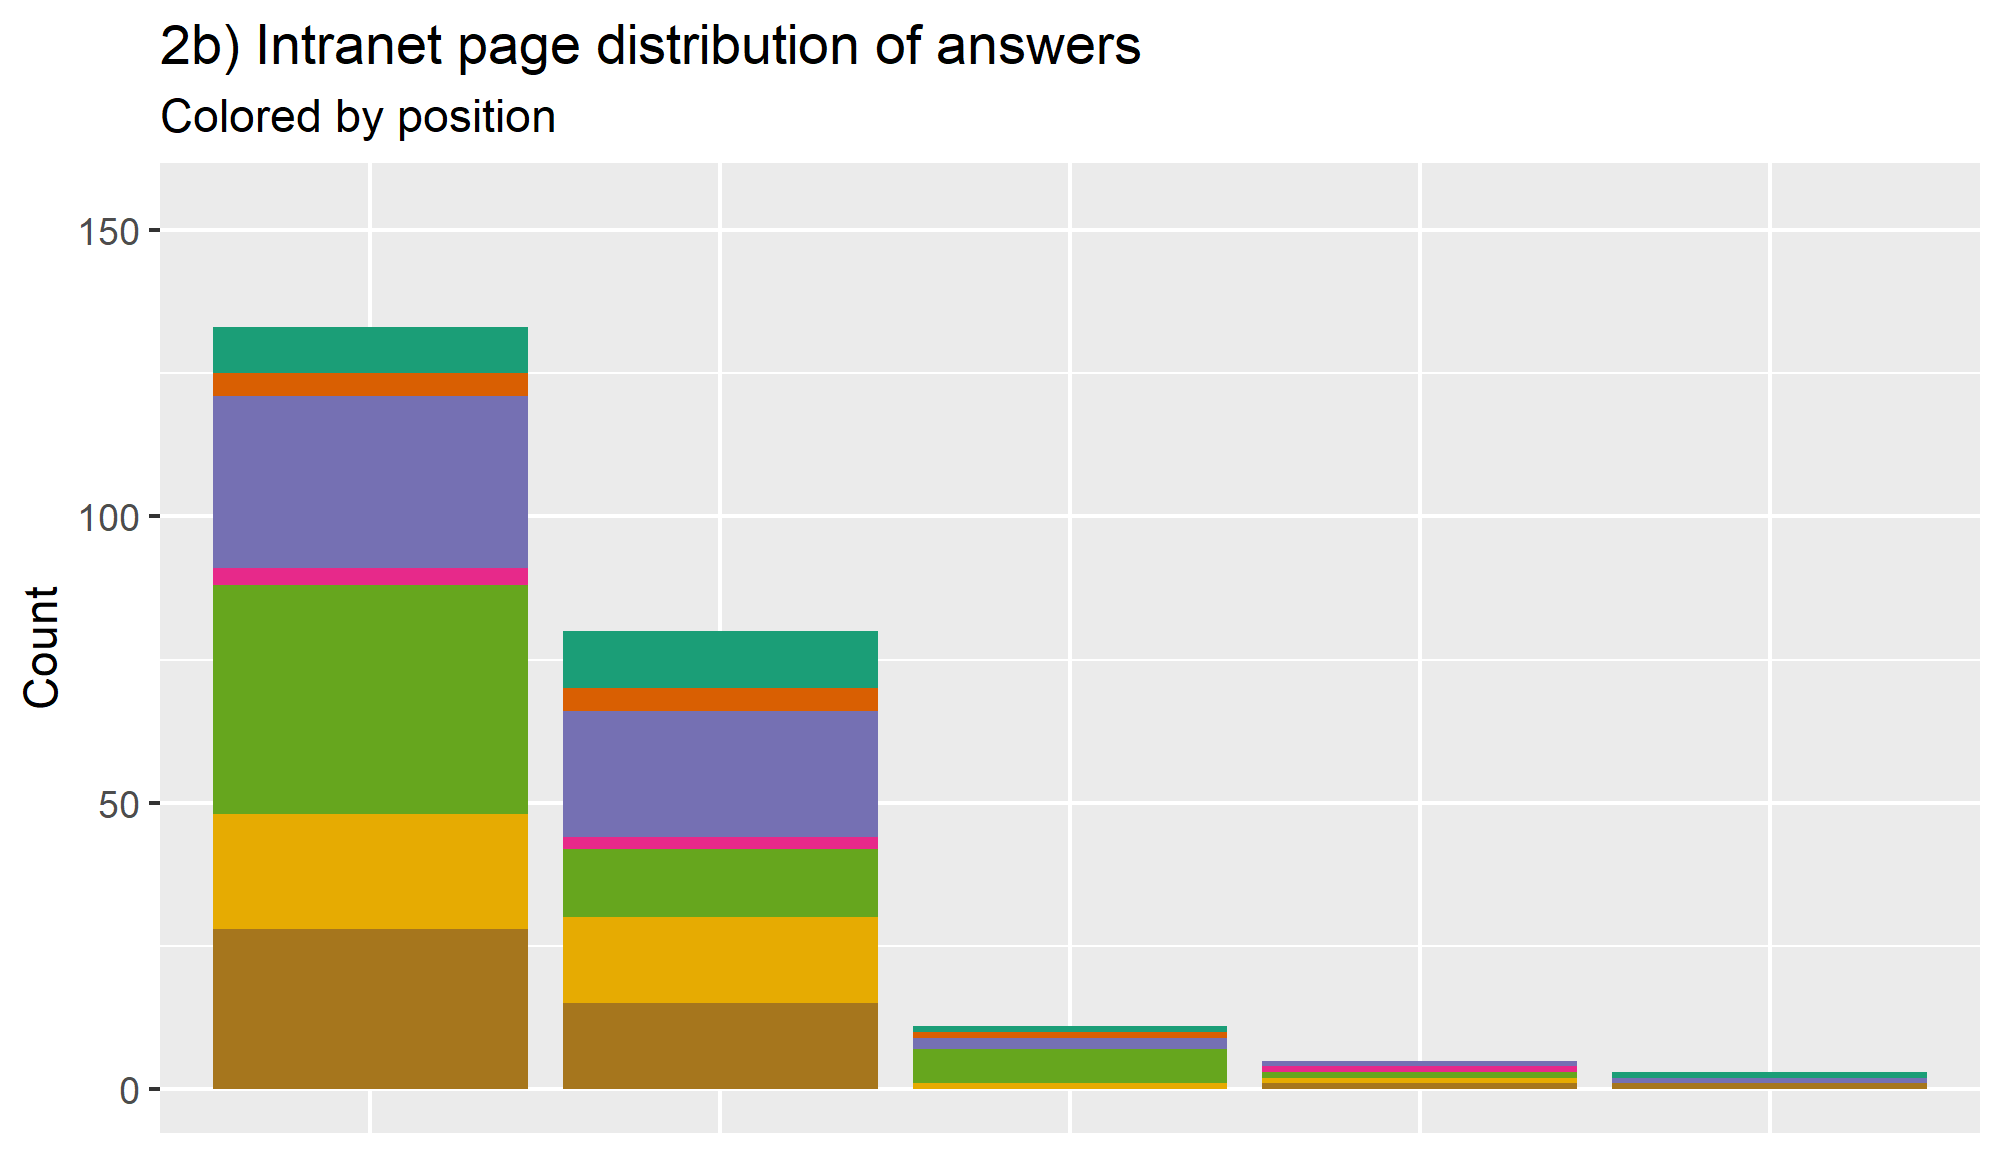 2b) Intranet page distribution of answers
Colored by position
150
100
50
0
Count